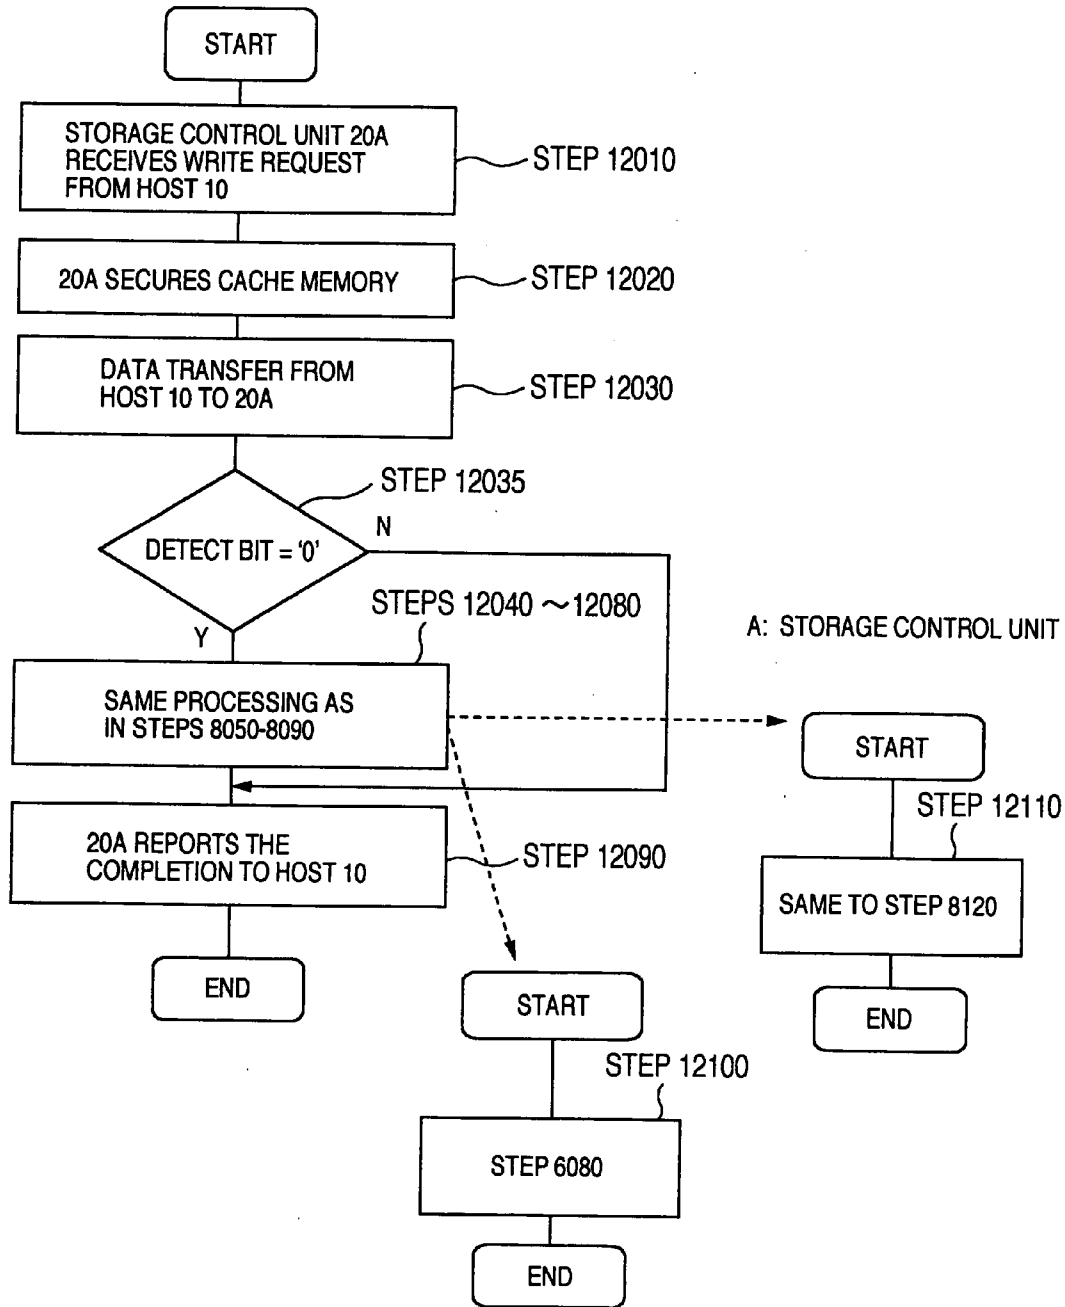 START
STORAGE CONTROL UNIT 20A
RECEIVES WRITE REQUEST
FROM HOST 10
STEP 12010
20A SECURES CACHE MEMORY
STEP 12020
DATA TRANSFER FROM
HOST 10 TO 20A
STEP 12030
STEP 12035
DETECT BIT = '0'
N
Y
STEPS 12040 ~12080
SAME PROCESSING AS
IN STEPS 8050-8090
20A REPORTS THE
COMPLETION TO HOST 10
STEP 12090
END
A: STORAGE CONTROL UNIT
START
STEP 12110
SAME TO STEP 8120
END
START
STEP 12100
STEP 6080
END